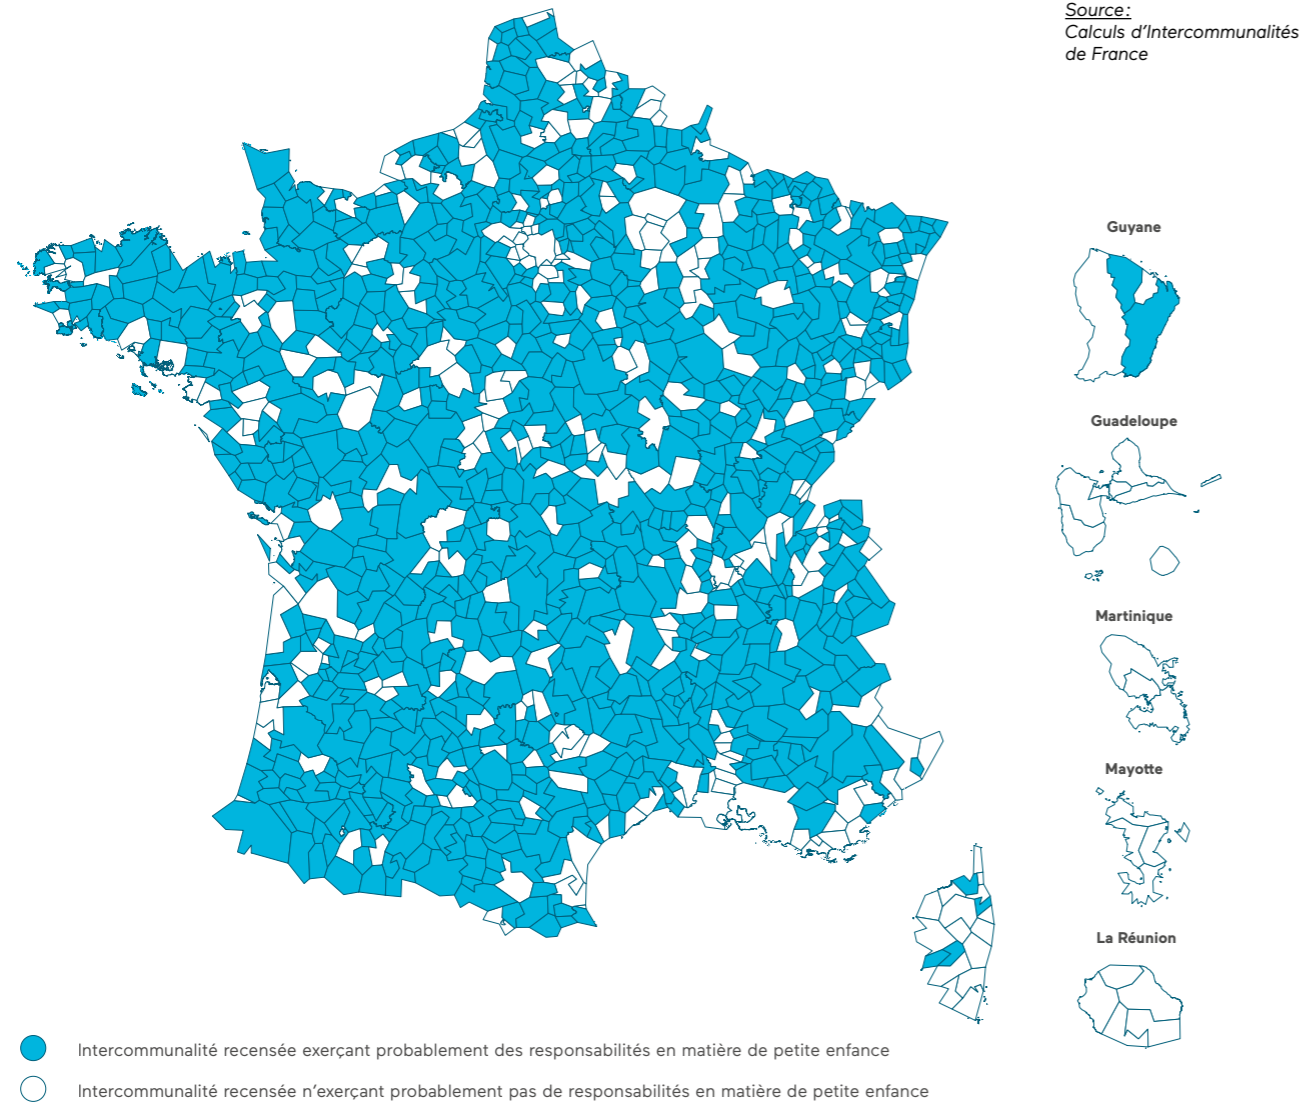 Source :
Calculs d’Intercommunalités
de France
Guyane
Guadeloupe
Martinique
Mayotte
La Réunion
Intercommunalité recensée exerçant probablement des responsabilités en matière de petite enfance
Intercommunalité recensée n’exerçant probablement pas de responsabilités en matière de petite enfance